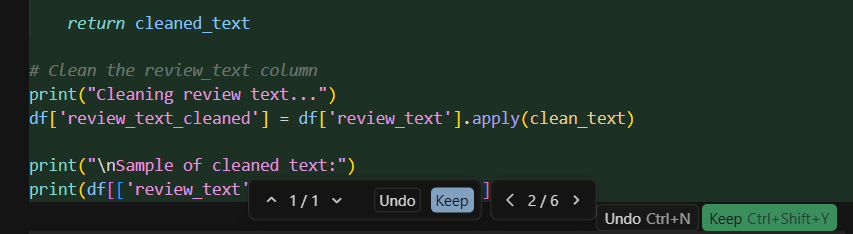 return cleaned_text
# Clean the review_text column
print("Cleaning review text...")
df['review_text_cleaned'] = df['review_text'].apply(clean_text)
print("\nSample of cleaned text:")
print(df[['review_text' ]
1 / 1 Undo Keep 2 / 6
Undo Ctrl+N Keep Ctrl+Shift+Y